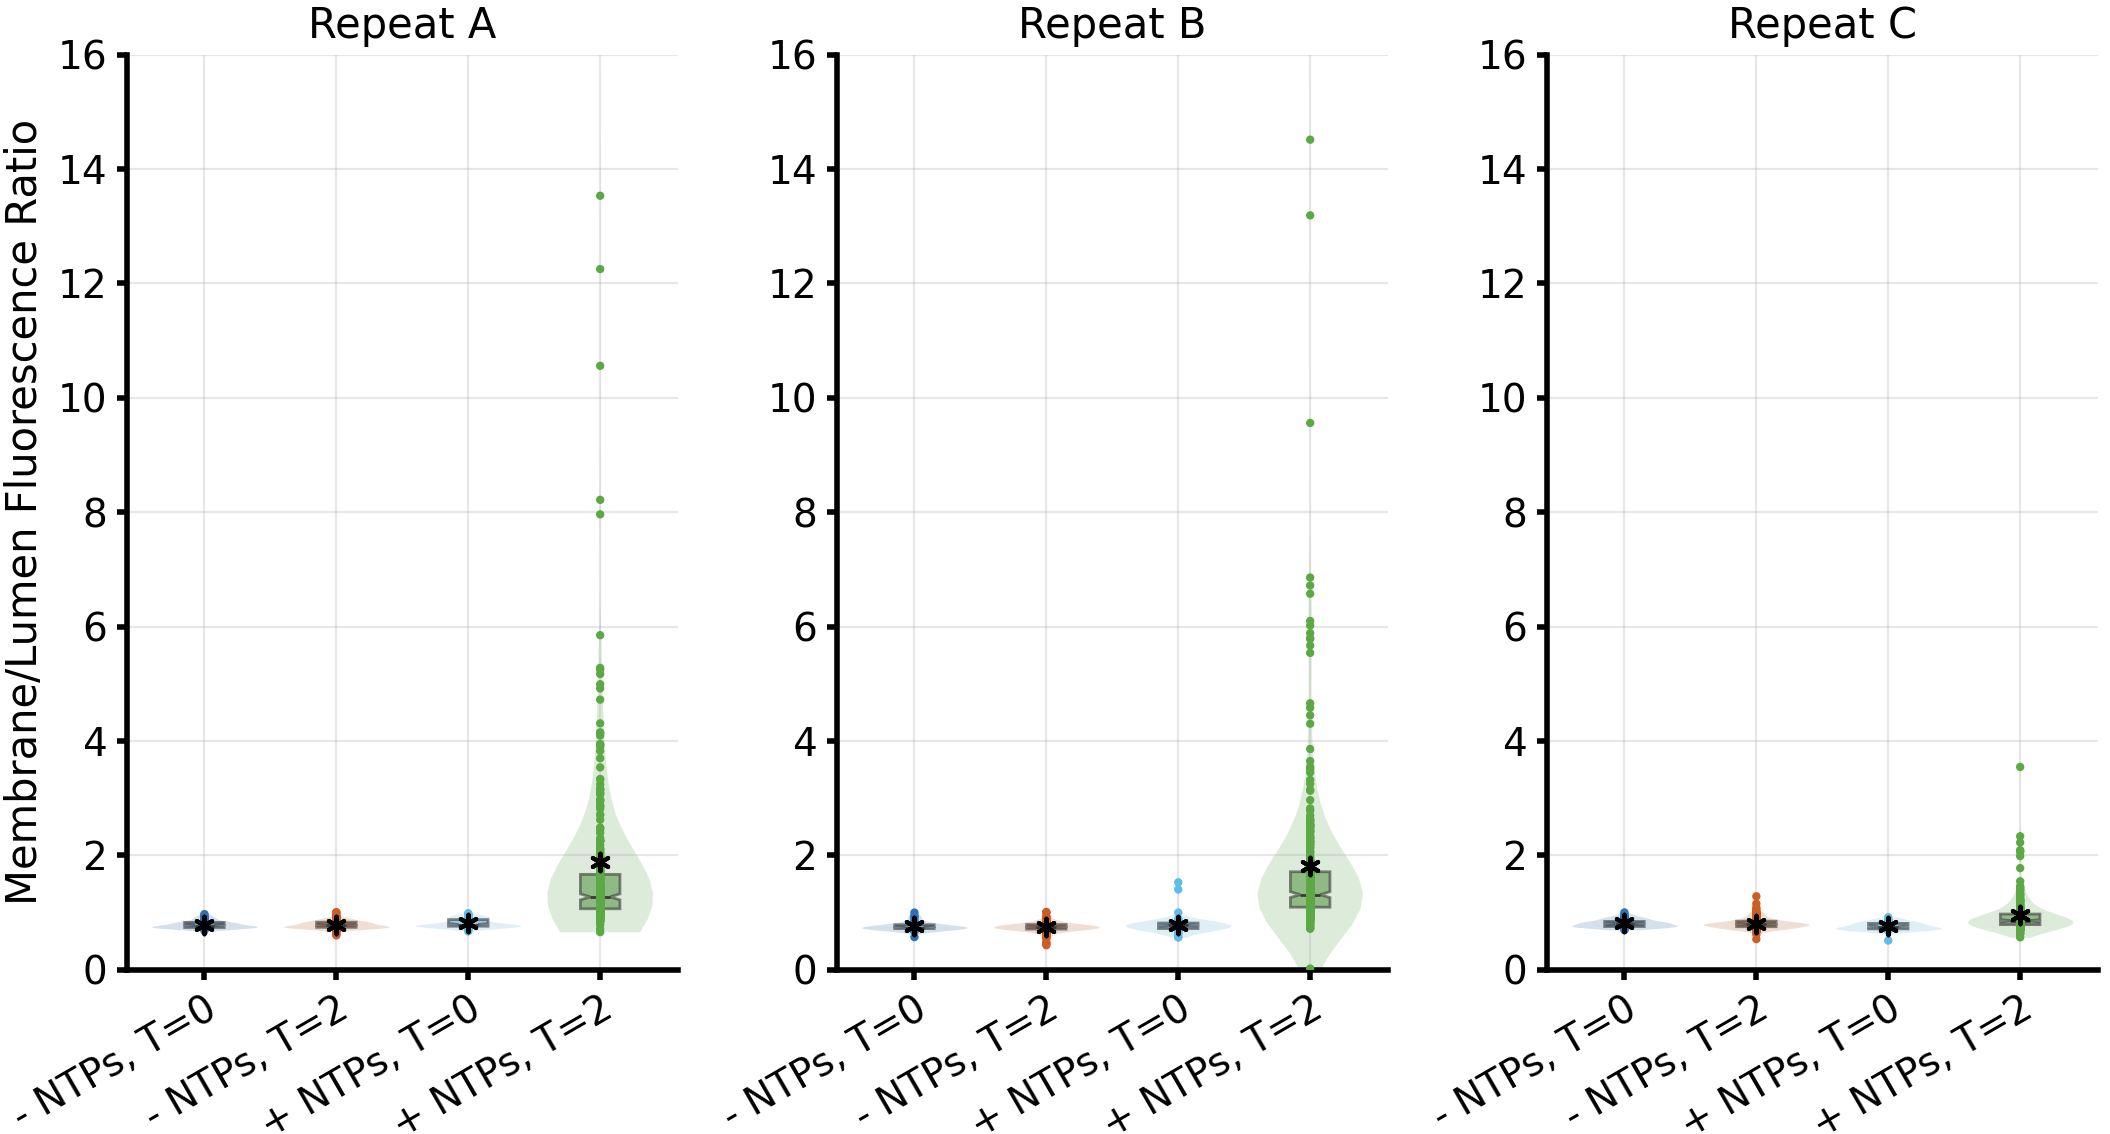 Repeat A
Repeat B
Repeat C
Membrane/Lumen Fluorescence Ratio
16
14
12
10
8
6
4
2
0
- NTPs, T=0
- NTPs, T=2
+ NTPs, T=0
+ NTPs, T=2
16
14
12
10
8
6
4
2
0
- NTPs, T=0
- NTPs, T=2
+ NTPs, T=0
+ NTPs, T=2
16
14
12
10
8
6
4
2
0
- NTPs, T=0
- NTPs, T=2
+ NTPs, T=0
+ NTPs, T=2